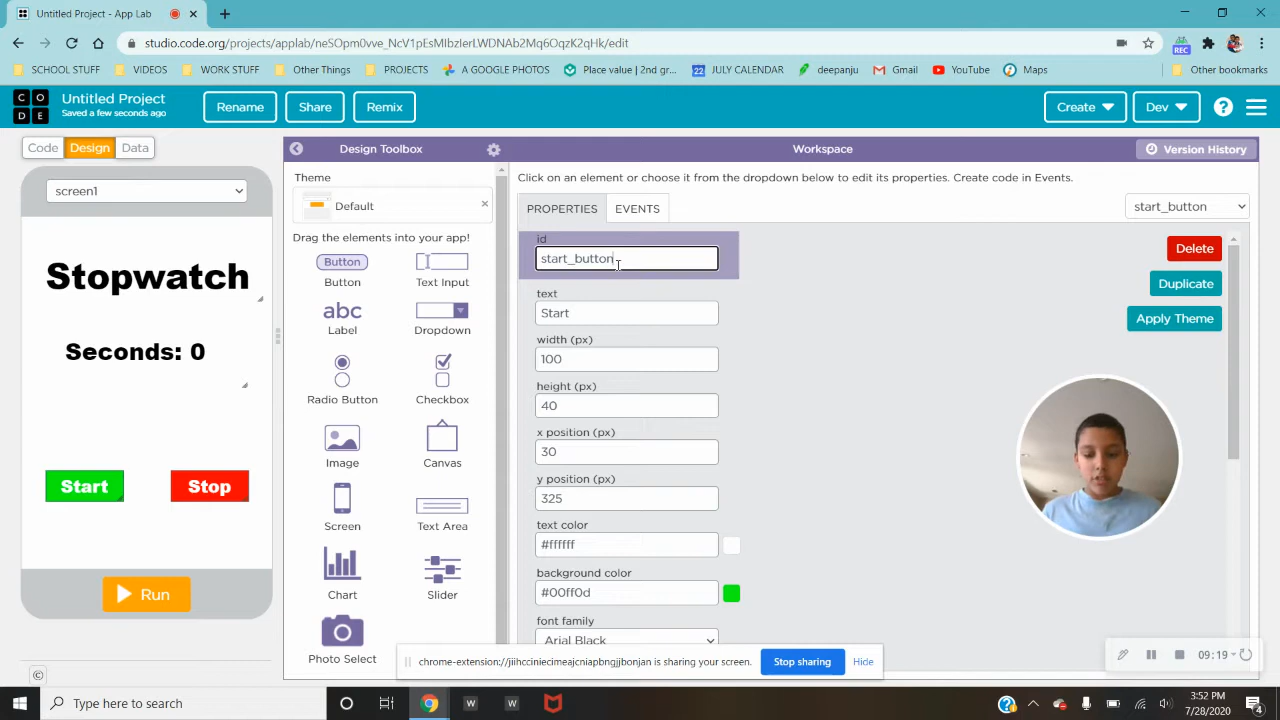 Untitled Project - App Lab
studio.code.org/projects/applab/neSOpm0vve_NcV1pEsMIbzIerLWDNAb2Mq6OqzK2qHk/edit
REC
SCHOOL STUFF
VIDEOS
WORK STUFF
Other Things
PROJECTS
A GOOGLE PHOTOS
Place value | 2nd gr...
22
JULY CALENDAR
deepanju
Gmail
YouTube
Maps
Other bookmarks
C O
D E
Untitled Project
Saved a few seconds ago
Rename
Share
Remix
Create
Dev
?
Code
Design
Data
Design Toolbox
Workspace
Version History
screen1
Stopwatch
Seconds: 0
Start
Stop
Run
©
Theme
Default
Drag the elements into your app!
Button
Button
Text Input
abc
Label
Dropdown
Radio Button
Checkbox
Image
Canvas
Screen
Text Area
Chart
Slider
Photo Select
Click on an element or choose it from the dropdown below to edit its properties. Create code in Events.
PROPERTIES
EVENTS
start_button
id
start_button
Delete
Duplicate
Apply Theme
text
Start
width (px)
100
height (px)
40
x position (px)
30
y position (px)
325
text color
#ffffff
background color
#00ff0d
font family
Arial Black
chrome-extension://jiihcciniecimeajcniapbngjjbonjan is sharing your screen.
Stop sharing
Hide
09:19
Type here to search
W
W
3:52 PM
7/28/2020
4